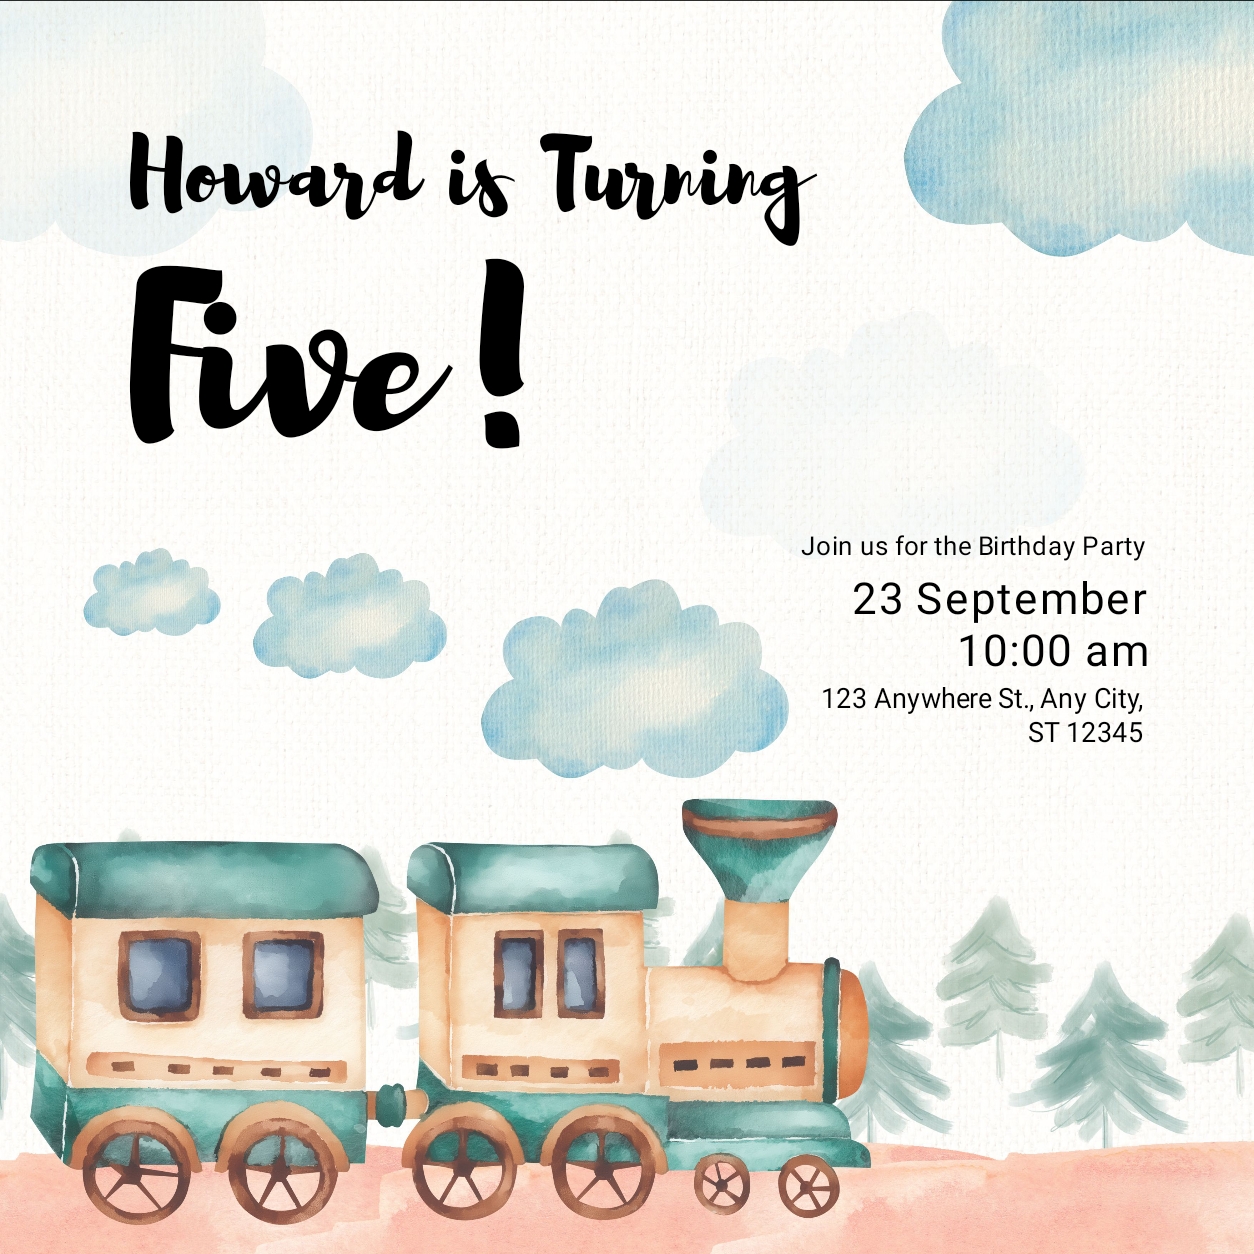 Howard is Turning
Five !
Join us for the Birthday Party
23 September
10:00 am
123 Anywhere St., Any City,
ST 12345